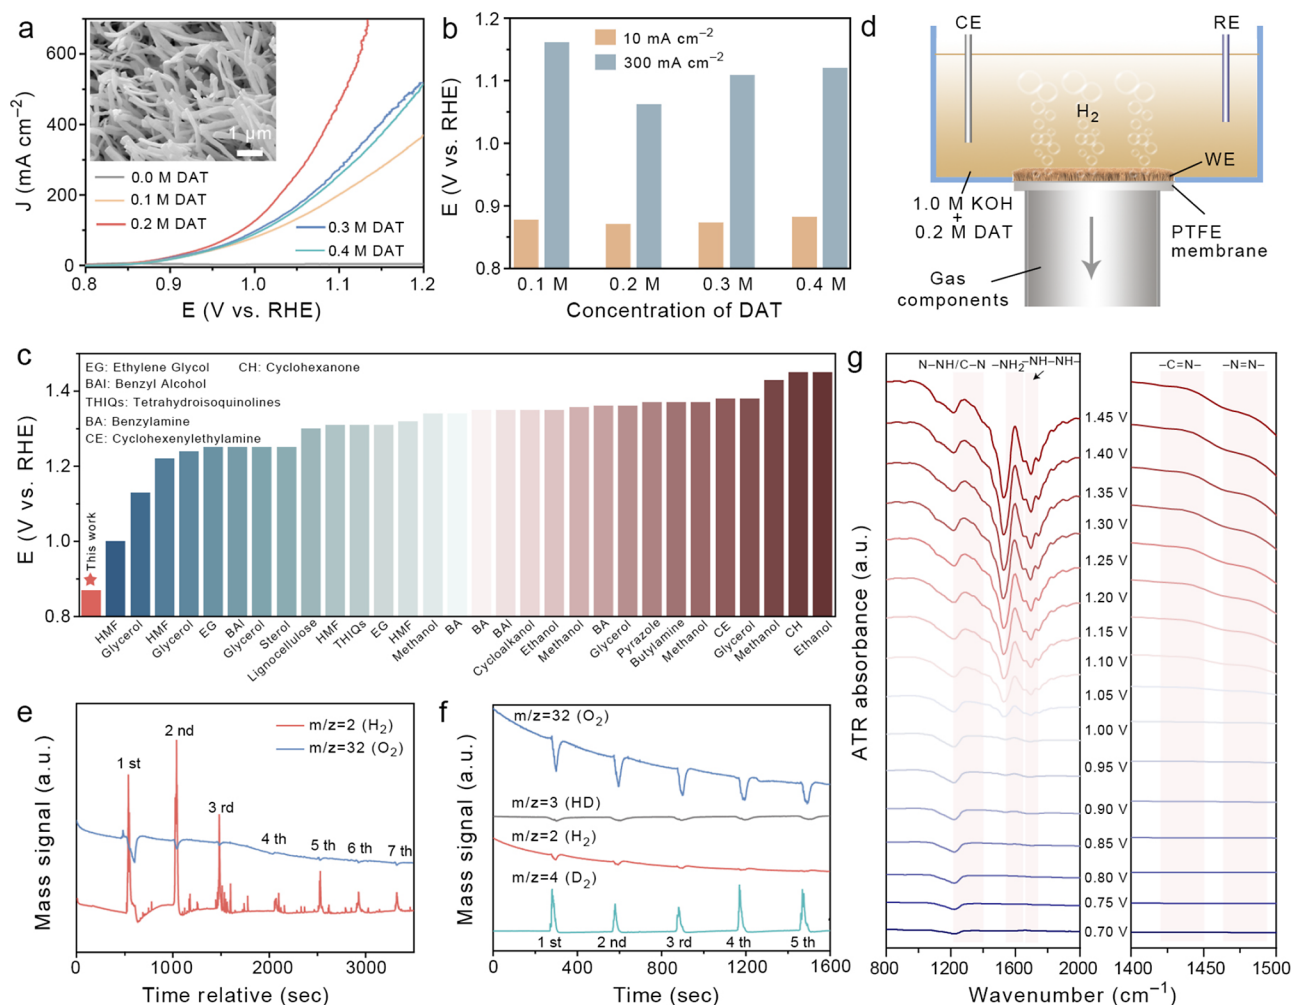 a
J (mA cm−2)
600
400
200
0
1 μm
0.0 M DAT
0.1 M DAT
0.2 M DAT
0.3 M DAT
0.4 M DAT
0.8
0.9
1.0
1.1
1.2
E (V vs. RHE)
b
E (V vs. RHE)
1.2
1.1
1.0
0.9
0.8
10 mA cm−2
300 mA cm−2
0.1 M
0.2 M
0.3 M
0.4 M
Concentration of DAT
d
CE
RE
H2
WE
1.0 M KOH
+
0.2 M DAT
PTFE
membrane
Gas
components
c
E (V vs. RHE)
1.4
1.2
1.0
0.8
EG: Ethylene Glycol
CH: Cyclohexanone
BAI: Benzyl Alcohol
THIQs: Tetrahydroisoquinolines
BA: Benzylamine
CE: Cyclohexenylethylamine
This work
HMF
Glycerol
HMF
Glycerol
EG
BAI
Glycerol
Sterol
Lignocellulose
HMF
THIQs
EG
HMF
Methanol
BA
BA
BAI
Cycloalkanol
Ethanol
Methanol
BA
Glycerol
Pyrazole
Butylamine
Methanol
CE
Glycerol
Methanol
CH
Ethanol
e
Mass signal (a.u.)
m/z=2 (H2)
m/z=32 (O2)
1 st
2 nd
3 rd
4 th
5 th
6 th
7 th
0
1000
2000
3000
Time relative (sec)
f
Mass signal (a.u.)
m/z=32 (O2)
m/z=3 (HD)
m/z=2 (H2)
m/z=4 (D2)
1 st
2 nd
3 rd
4 th
5 th
0
400
800
1200
1600
Time (sec)
g
ATR absorbance (a.u.)
N–NH/C–N
–NH2
–NH–NH–
–C=N–
–N=N–
1.45 V
1.40 V
1.35 V
1.30 V
1.25 V
1.20 V
1.15 V
1.10 V
1.05 V
1.00 V
0.95 V
0.90 V
0.85 V
0.80 V
0.75 V
0.70 V
800
1200
1600
2000
1400
1450
1500
Wavenumber (cm−1)